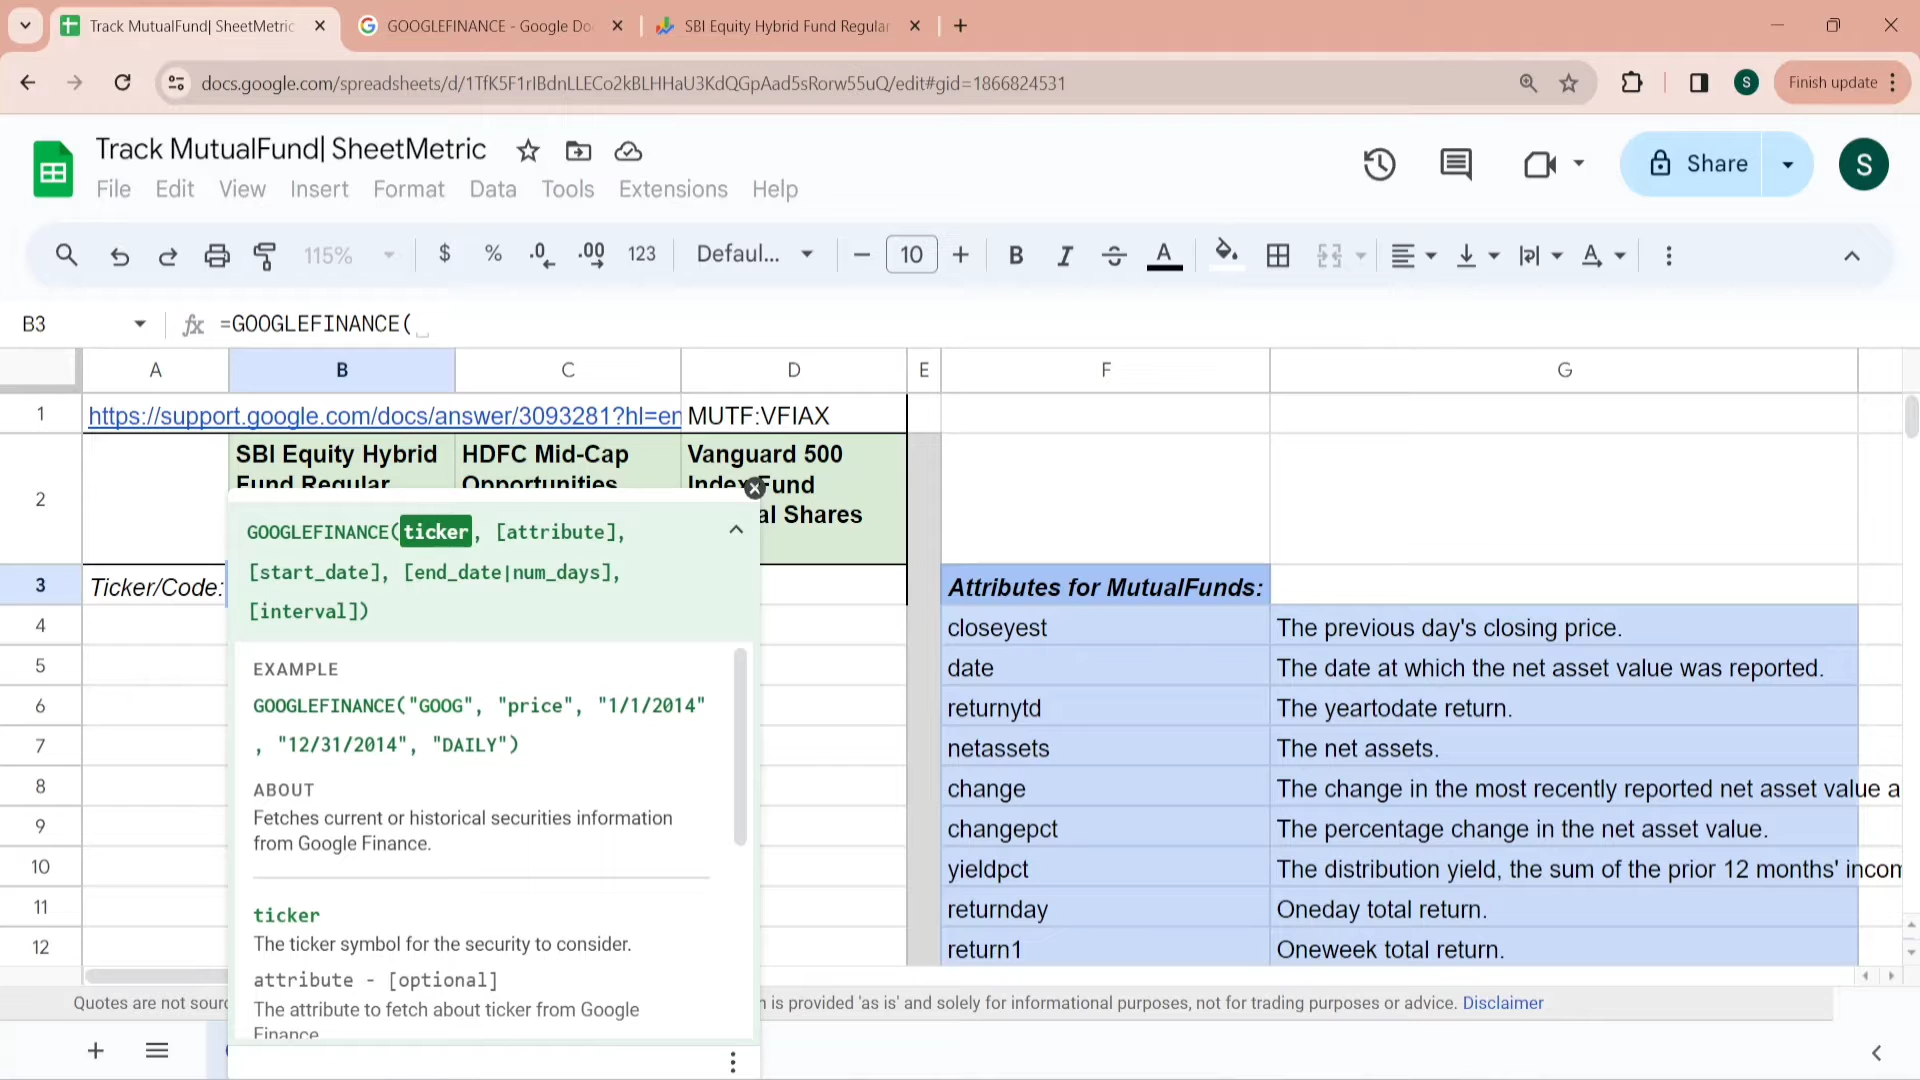 Track MutualFund| SheetMetric
GOOGLEFINANCE - Google Do
SBI Equity Hybrid Fund Regular
docs.google.com/spreadsheets/d/1TfK5F1rIBdnLLECo2kBLHHaU3KdQGpAad5sRorw55uQ/edit#gid=1866824531
S
Finish update
Track MutualFund| SheetMetric
File Edit View Insert Format Data Tools Extensions Help
Share
S
115%
$ % .0 .00 123
Defaul...
10
B I A
B3
fx =GOOGLEFINANCE(
A B C D E F G
1 https://support.google.com/docs/answer/3093281?hl=en MUTF:VFIAX
2 SBI Equity Hybrid Fund Regular HDFC Mid-Cap Opportunities Vanguard 500 Index Fund al Shares
3 Ticker/Code: Attributes for MutualFunds:
4 closeyest The previous day's closing price.
5 date The date at which the net asset value was reported.
6 returnytd The yeartodate return.
7 netassets The net assets.
8 change The change in the most recently reported net asset value a
9 changepct The percentage change in the net asset value.
10 yieldpct The distribution yield, the sum of the prior 12 months' incom
11 returnday Oneday total return.
12 return1 Oneweek total return.
GOOGLEFINANCE(ticker, [attribute],
[start_date], [end_date|num_days],
[interval])
EXAMPLE
GOOGLEFINANCE("GOOG", "price", "1/1/2014"
, "12/31/2014", "DAILY")
ABOUT
Fetches current or historical securities information
from Google Finance.
ticker
The ticker symbol for the security to consider.
attribute - [optional]
The attribute to fetch about ticker from Google
Finance
Quotes are not sourc n is provided 'as is' and solely for informational purposes, not for trading purposes or advice. Disclaimer